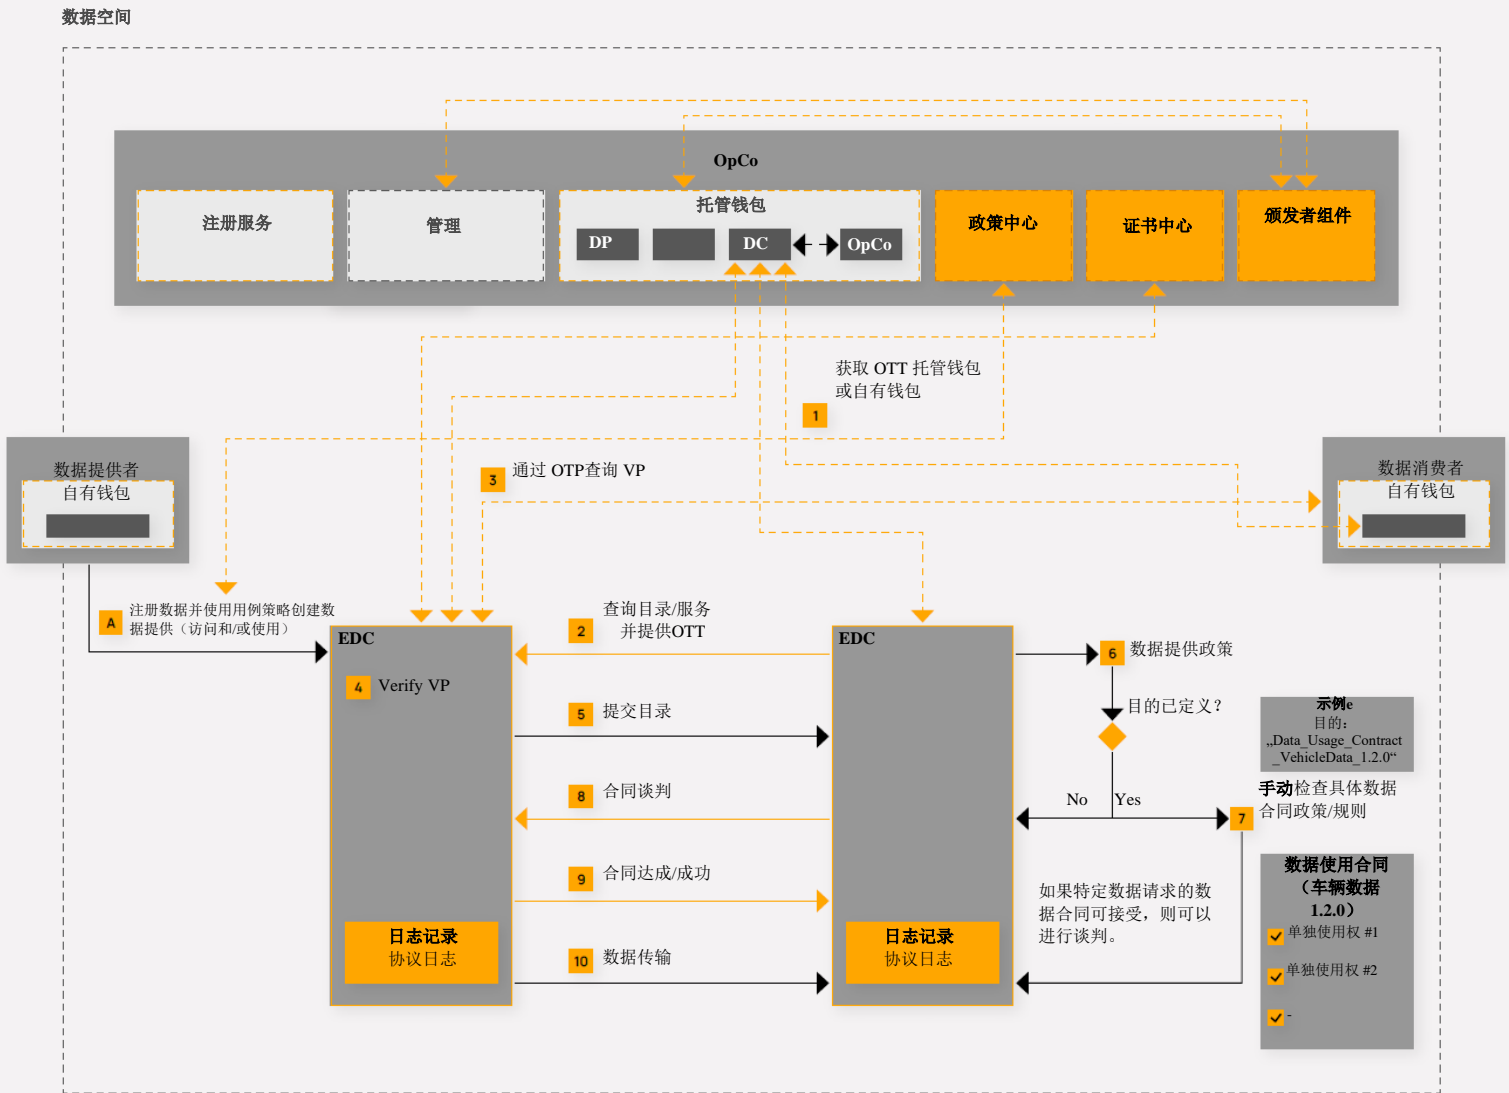 数据空间
OpCo
注册服务
管理
托管钱包
DP
DC
OpCo
政策中心
证书中心
颁发者组件
获取 OTT 托管钱包
或自有钱包
1
数据提供者
自有钱包
数据消费者
自有钱包
3
通过 OTP查询 VP
A
注册数据并使用用例策略创建数
据提供（访问和/或使用）
EDC
4
Verify VP
日志记录
协议日志
2
查询目录/服务
并提供OTT
5
提交目录
8
合同谈判
9
合同达成/成功
10
数据传输
EDC
日志记录
协议日志
6
数据提供政策
目的已定义？
No
Yes
7
手动检查具体数据
合同政策/规则
如果特定数据请求的数
据合同可接受，则可以
进行谈判。
示例e
目的：
„Data_Usage_Contract
_VehicleData_1.2.0“
数据使用合同
（车辆数据
1.2.0）
单独使用权 #1
单独使用权 #2
-